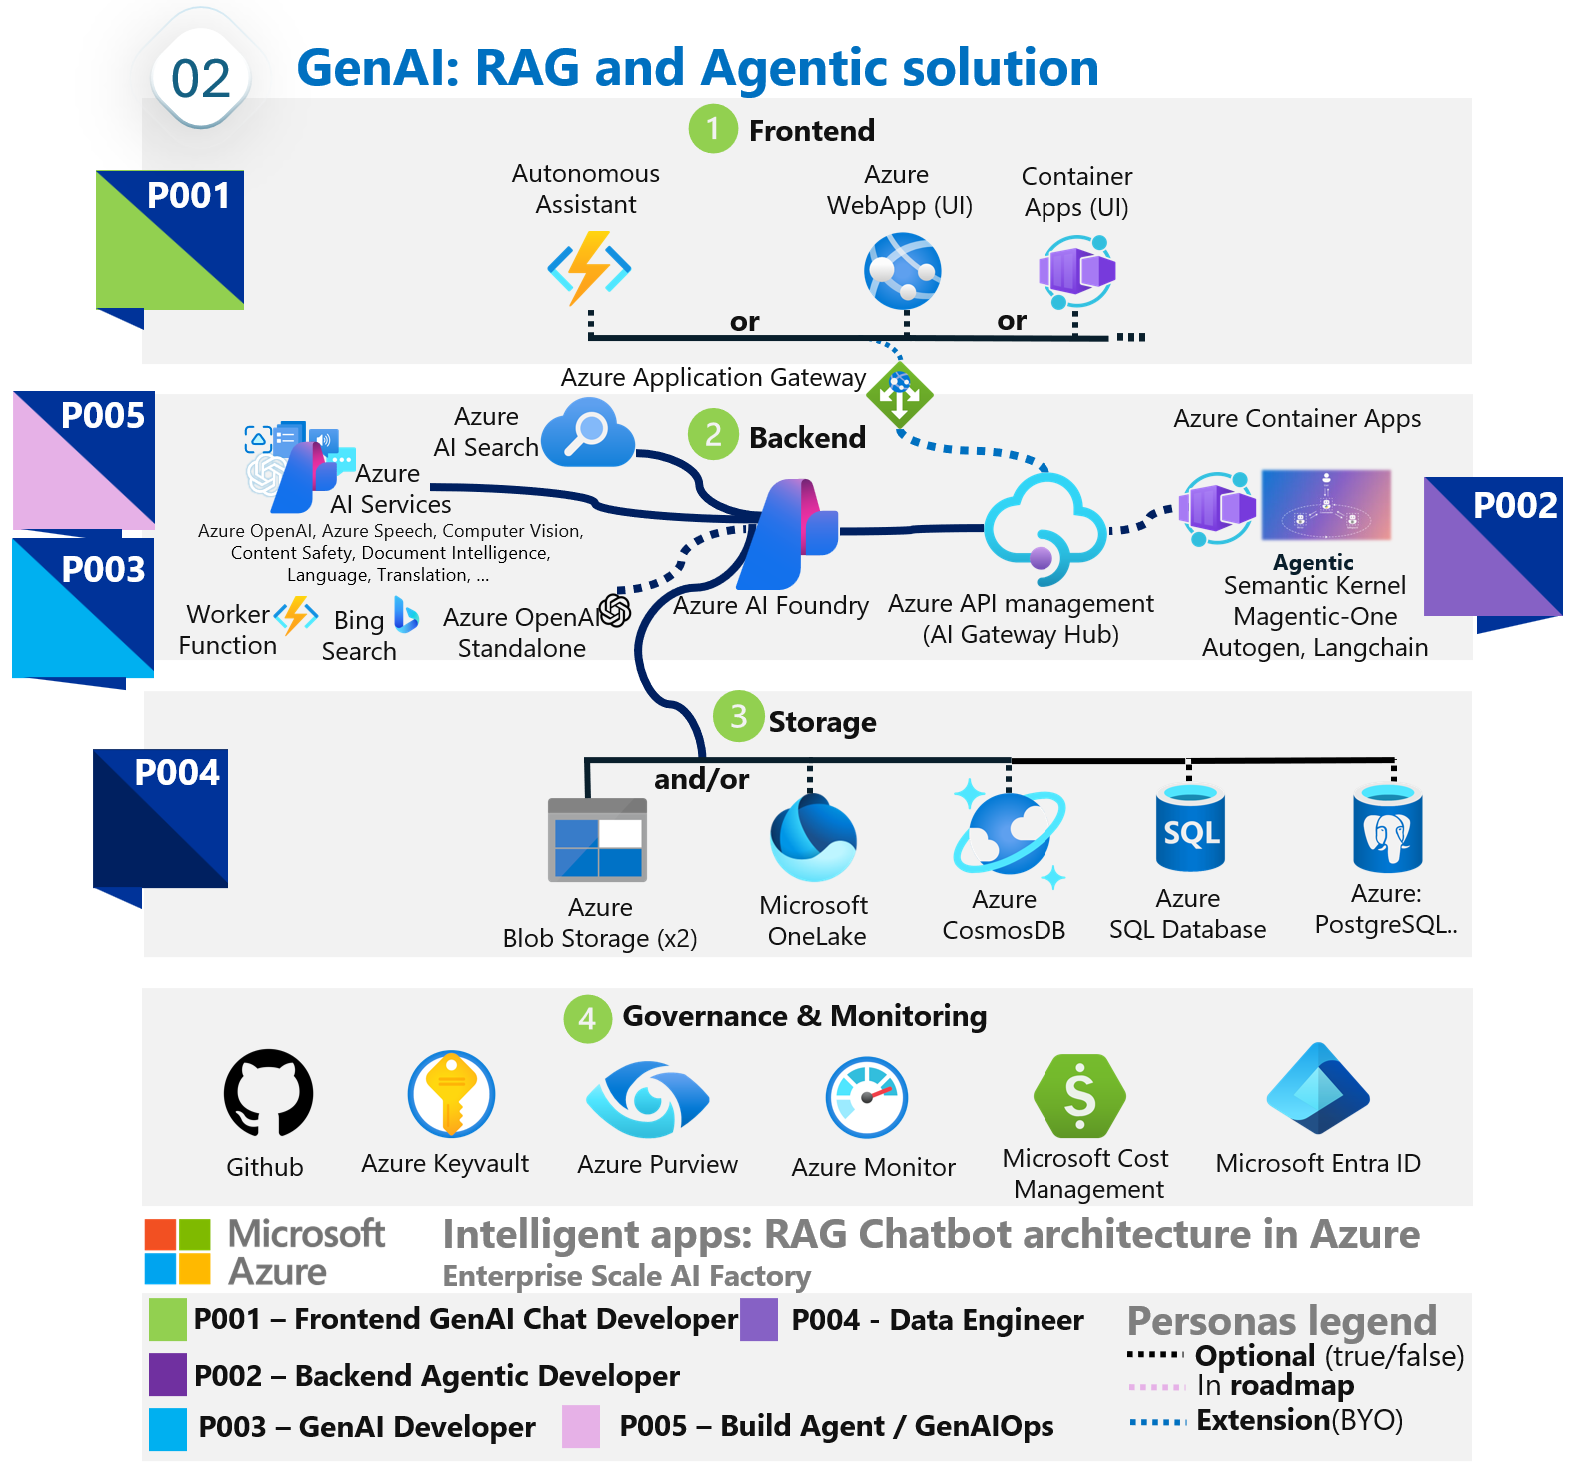 02
GenAI: RAG and Agentic solution
1 Frontend
P001
Autonomous
Assistant
Azure
WebApp (UI)
Container
Apps (UI)
or
or
Azure Application Gateway
P005
P003
P002
2 Backend
Azure
AI Search
Azure
AI Services
Azure OpenAI, Azure Speech, Computer Vision,
Content Safety, Document Intelligence,
Language, Translation, ...
Worker
Function
Bing
Search
Azure OpenAI
Standalone
Azure AI Foundry
Azure API management
(AI Gateway Hub)
Azure Container Apps
Agentic
Semantic Kernel
Magentic-One
Autogen, Langchain
3 Storage
P004
and/or
Azure
Blob Storage (x2)
Microsoft
OneLake
Azure
CosmosDB
SQL
Azure
SQL Database
Azure:
PostgreSQL..
4 Governance & Monitoring
Github
Azure Keyvault
Azure Purview
Azure Monitor
Microsoft Cost
Management
Microsoft Entra ID
Microsoft
Azure
Intelligent apps: RAG Chatbot architecture in Azure
Enterprise Scale AI Factory
P001 – Frontend GenAI Chat Developer
P004 - Data Engineer
P002 – Backend Agentic Developer
P003 – GenAI Developer
P005 – Build Agent / GenAIOps
Personas legend
Optional (true/false)
In roadmap
Extension(BYO)